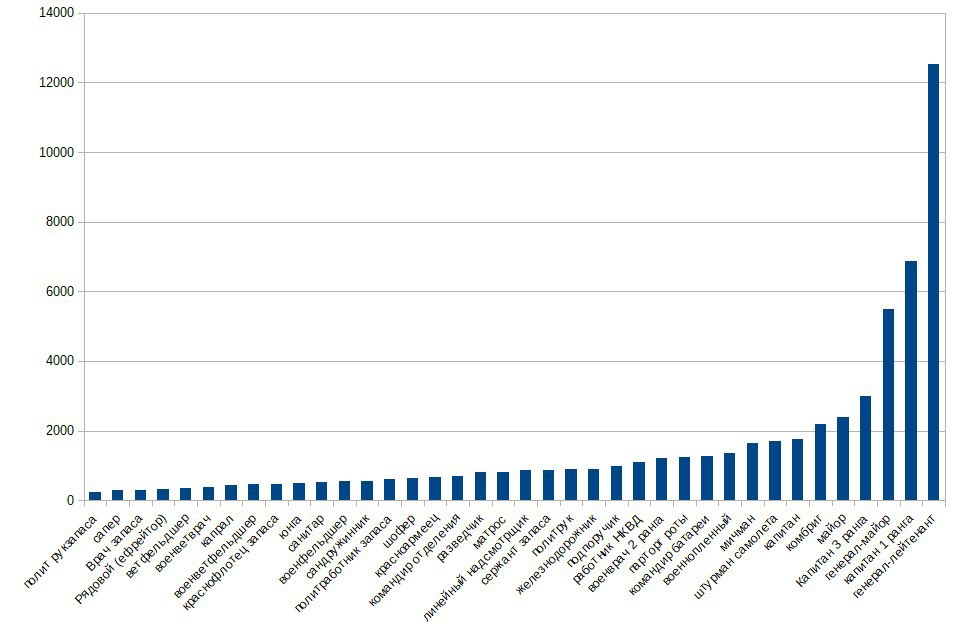 14000
12000
10000
8000
6000
4000
2000
0
полит рук запаса
сапер
Врач запаса
Рядовой (ефрейтор)
ветфельдшер
военветврач
капрал
военветфельдшер
краснофлотец запаса
юнга
санитар
военфельдшер
сандружиник
политработник запаса
шофер
красноармеец
командир отделения
разведчик
матрос
линейный надсмотрщик
сержант запаса
политрук
железнодорожник
подпоручик
работник НКВД
военврач 2 ранга
парторг роты
командир батареи
военнопленный
мичман
штурман самолета
капитан
комбриг
майор
Капитан 3 ранга
генерал-майор
капитан 1 ранга
генерал-лейтенант